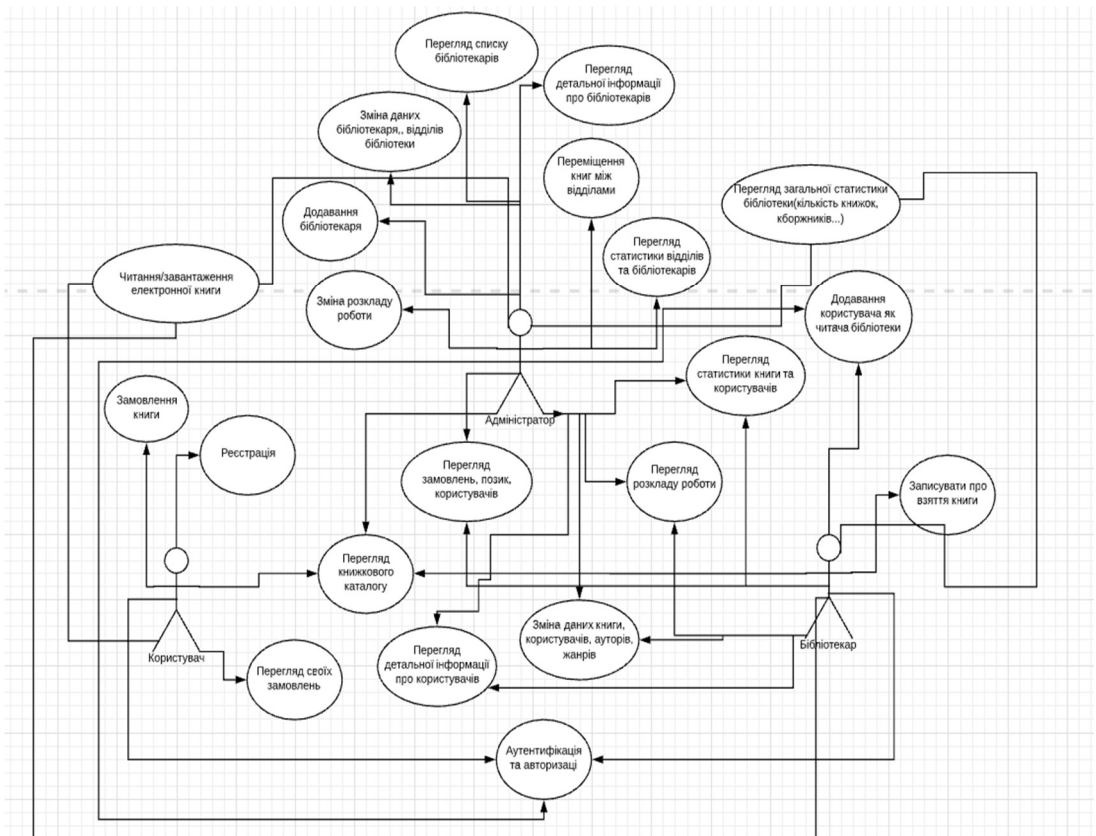 Перегляд списку
бібліотекарів
Перегляд
детальної інформації
про бібліотекарів
Зміна даних
бібліотекаря,, відділів
бібліотеки
Переміщення
книг між
відділами
Перегляд загальної статистики
бібліотеки(кількість книжок,
кборжників...)
Додавання
бібліотекаря
Перегляд
статистики відділів
та бібліотекарів
Читання/завантаження
електронної книги
Зміна розкладу
роботи
Додавання
користувача як
читача бібліотеки
Перегляд
статистики книги та
користувачів
Замовлення
книги
Адміністратор
Реєстрація
Перегляд
замовлень, позик,
користувачів
Перегляд
розкладу роботи
Записувати про
взяття книги
Перегляд
книжкового
каталогу
Зміна даних книги,
користувачів, ауторів,
жанрів
Бібліотекар
Користувач
Перегляд
детальної інформації
про користувачів
Перегляд своїх
замовлень
Аутентифікація
та авторизаці